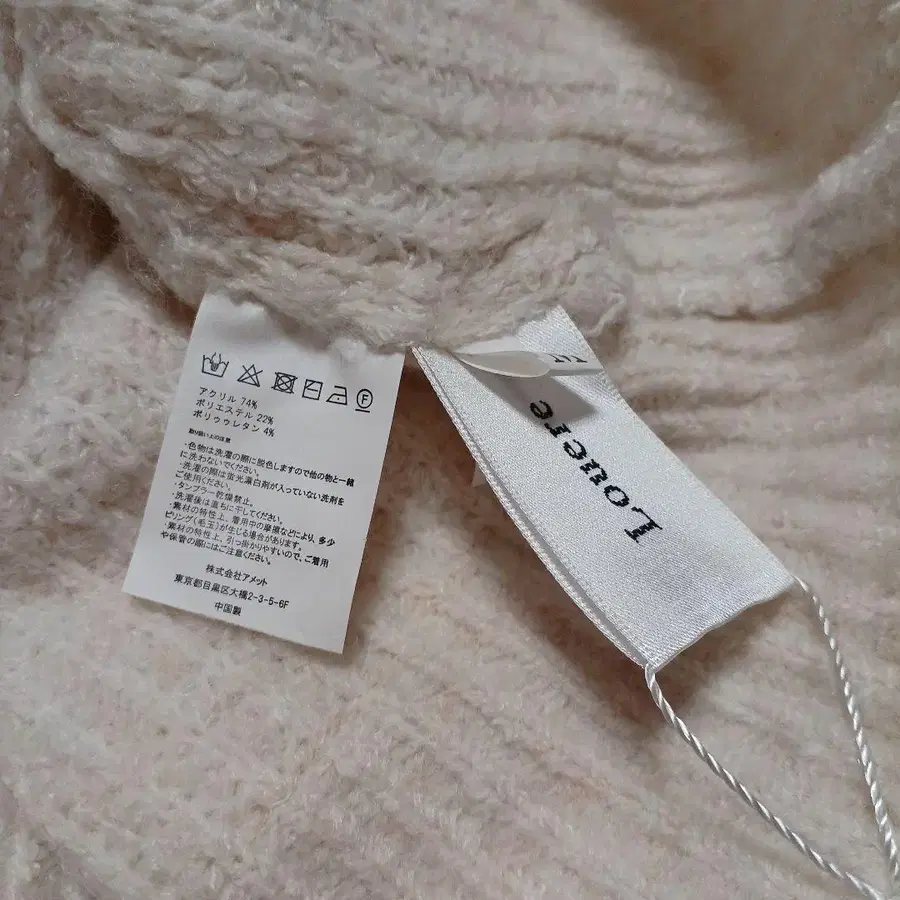 アクリル 74%
ポリエステル 22%
ポリゥゥレタン 4%
取り扱い上の注意
・色物は洗濯の際に脱色しますので他の物と一緒
に洗わないでください。
・洗濯の際は蛍光漂白剤が入っていない洗剤を
ご使用ください。
・タンブラー乾燥禁止。
・洗濯後は直ちに干してください。
・素材の特性上、着用中の摩擦などにより、多少
ピリング(毛玉)が生じる場合があります。
・素材の特性上、引っ掛かりやすいので、ご着用
や保管の際にはご注意ください。
株式会社アメット
東京都目黒区大橋2-3-5-6F
中国製
F
Louere